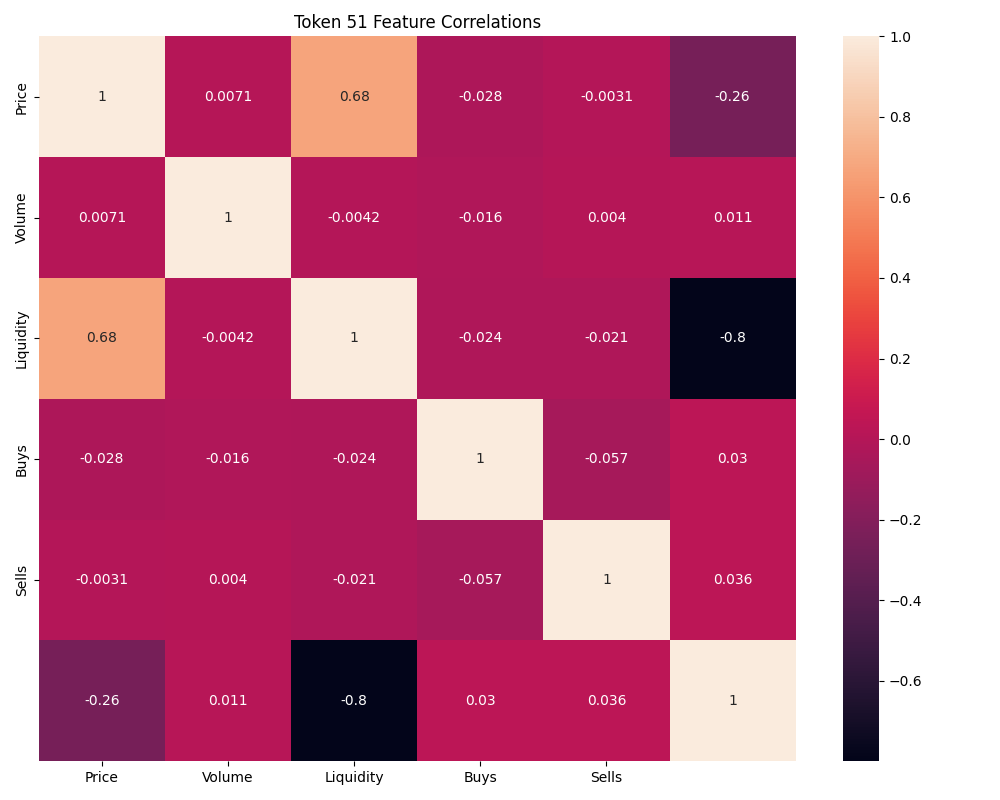 Token 51 Feature Correlations
Price 1 0.0071 0.68 -0.028 -0.0031 -0.26
Volume 0.0071 1 -0.0042 -0.016 0.004 0.011
Liquidity 0.68 -0.0042 1 -0.024 -0.021 -0.8
Buys -0.028 -0.016 -0.024 1 -0.057 0.03
Sells -0.0031 0.004 -0.021 -0.057 1 0.036
-0.26 0.011 -0.8 0.03 0.036 1
Price Volume Liquidity Buys Sells
1.0
0.8
0.6
0.4
0.2
0.0
−0.2
−0.4
−0.6